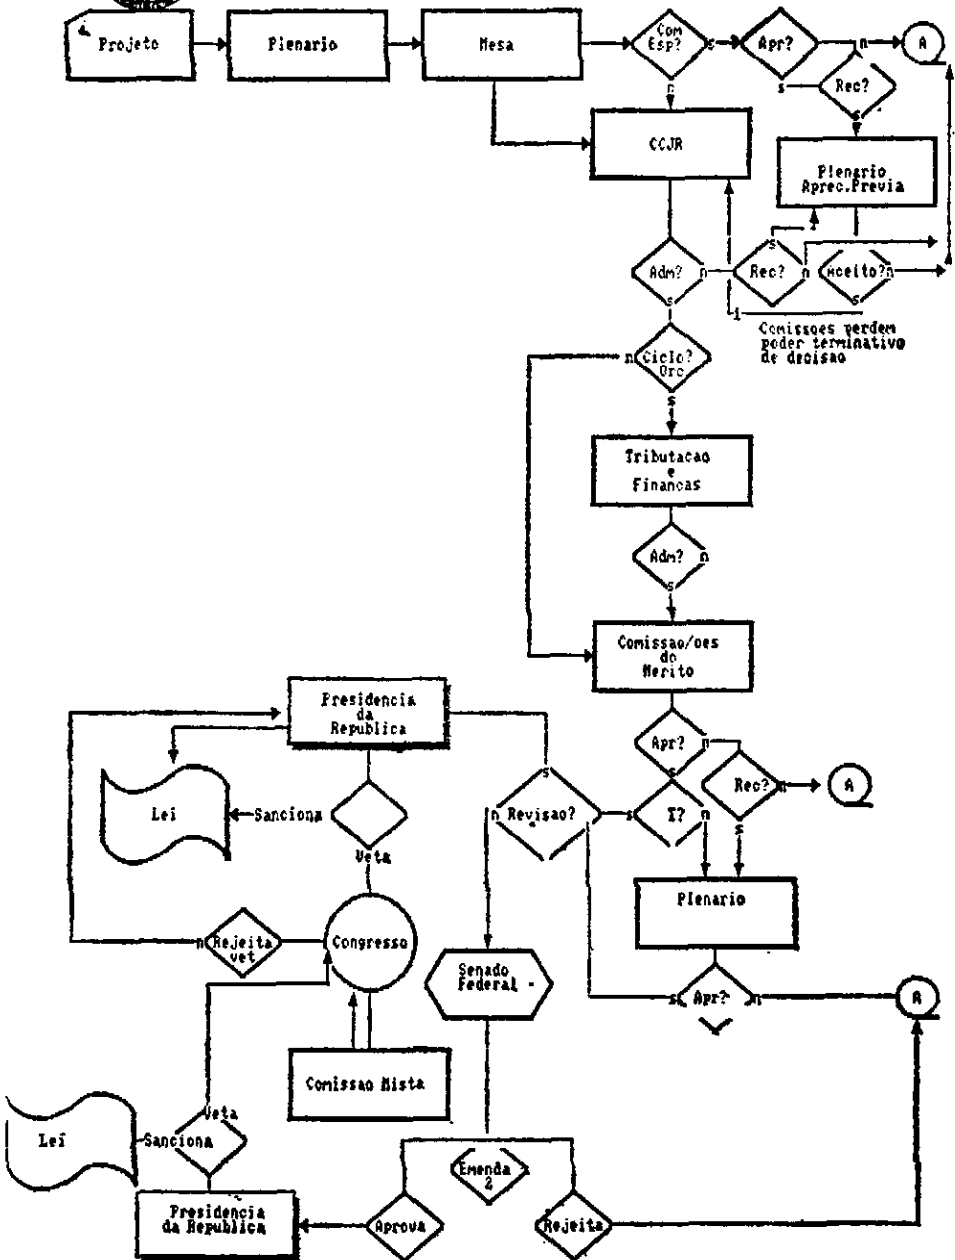 Projeto
Plenario
Mesa
Com
Esp?
s
Apr?
n
A
n
s
Rec?
s
CCJR
Plenario
Aprec.Previa
s
Adm?
n
Rec?
n
Aceito?n
s
s
Comissoes perdem
poder terminativo
de decisao
n
Ciclo?
Orc
s
Tributacao
e
Financas
Adm?
n
s
Comissao/oes
do
Merito
Presidencia
da
Republica
Apr?
n
s
Rec?
n
A
s
Lei
Sanciona
n
Revisao?
s
T?
n
s
Veta
Plenario
n
Rejeita
vet
Congresso
Senado
Federal -
s
Apr?
n
A
Comissao Mista
Veta
Lei
Sanciona
Emenda
2
Presidencia
da Republica
Aprova
Rejeita